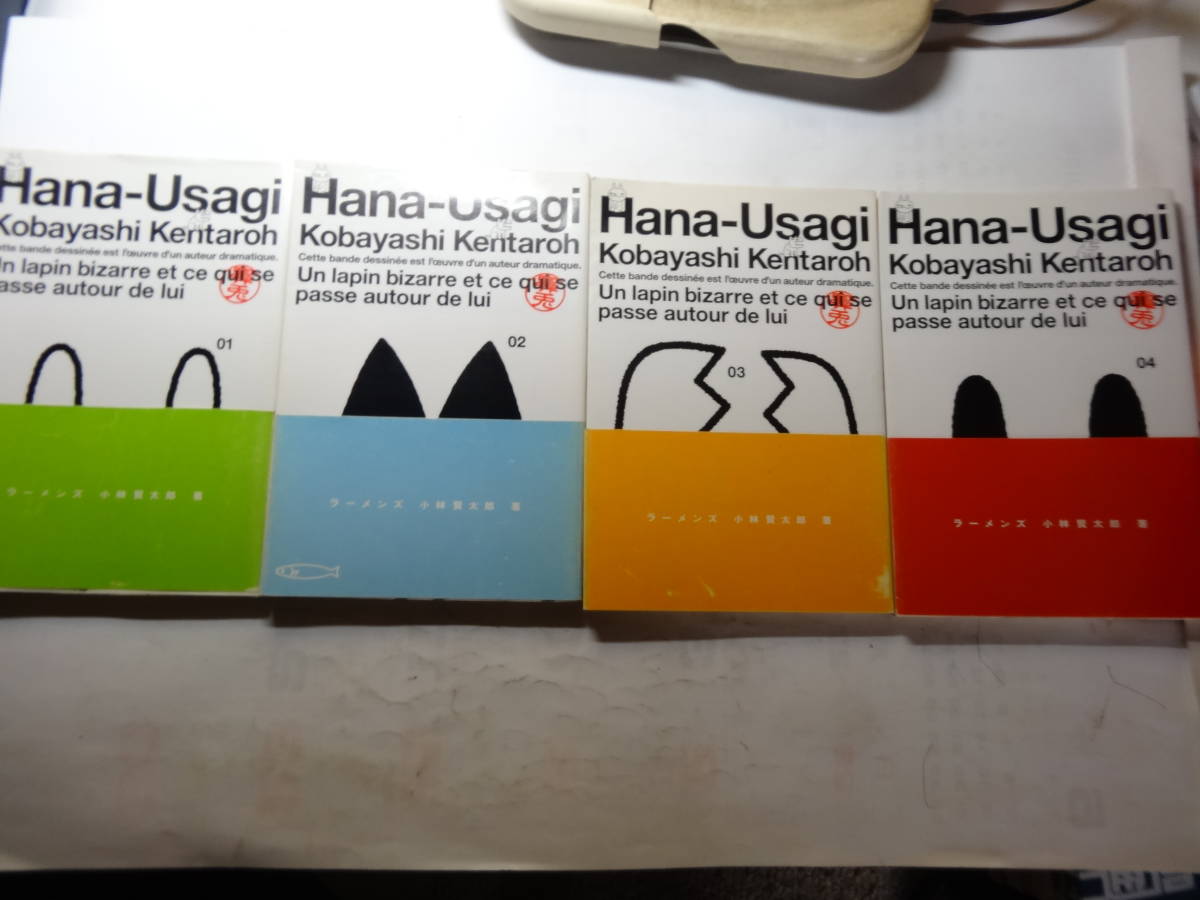 Hana-Usagi
Kobayashi Kentaroh
ette bande dessinée est l'œuvre d'un auteur dramatique.
Un lapin bizarre et ce qui se
asse autour de lui
兎
01
ラーメンズ 小林賢太郎 著
Hana-Usagi
Kobayashi Kentaroh
Cette bande dessinée est l'œuvre d'un auteur dramatique.
Un lapin bizarre et ce qui se
passe autour de lui
兎
02
ラーメンズ 小林賢太郎 著
Hana-Usagi
Kobayashi Kentaroh
Cette bande dessinée est l'œuvre d'un auteur dramatique.
Un lapin bizarre et ce qui se
passe autour de lui
兎
03
ラーメンズ 小林賢太郎 著
Hana-Usagi
Kobayashi Kentaroh
Cette bande dessinée est l'œuvre d'un auteur dramatique.
Un lapin bizarre et ce qui se
passe autour de lui
兎
04
ラーメンズ 小林賢太郎 著